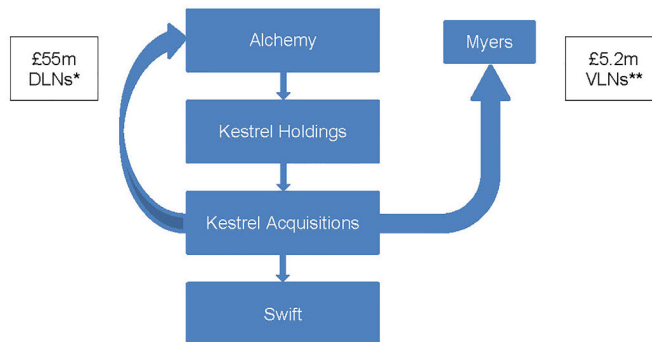 £55m
DLNs*
Alchemy
Myers
£5.2m
VLNs**
Kestrel Holdings
Kestrel Acquisitions
Swift